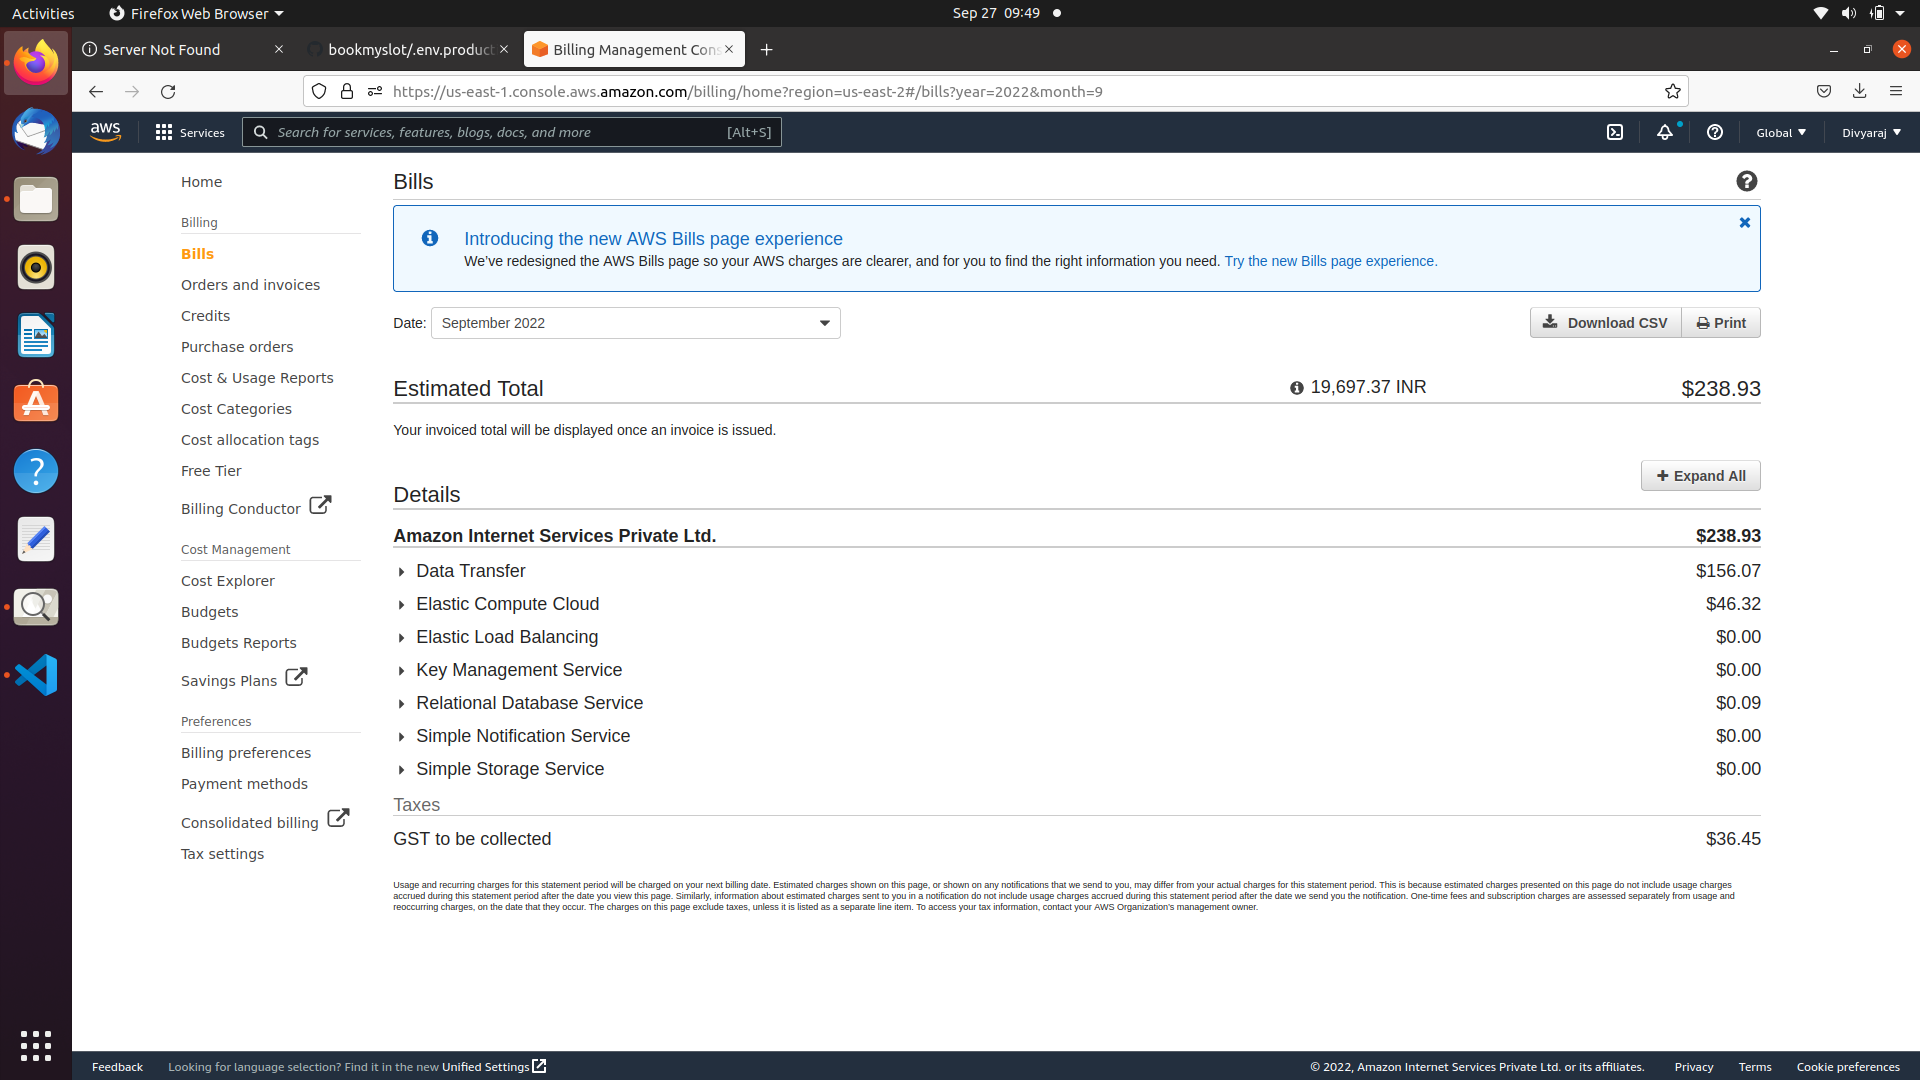 Activities
Firefox Web Browser
Sep 27 09:49
Server Not Found
bookmyslot/.env.product
Billing Management Cons
https://us-east-1.console.aws.amazon.com/billing/home?region=us-east-2#/bills?year=2022&month=9
aws
Services
Search for services, features, blogs, docs, and more
[Alt+S]
Global
Divyaraj
Home
Billing
Bills
Orders and invoices
Credits
Purchase orders
Cost & Usage Reports
Cost Categories
Cost allocation tags
Free Tier
Billing Conductor
Cost Management
Cost Explorer
Budgets
Budgets Reports
Savings Plans
Preferences
Billing preferences
Payment methods
Consolidated billing
Tax settings
Bills
Introducing the new AWS Bills page experience
We've redesigned the AWS Bills page so your AWS charges are clearer, and for you to find the right information you need. Try the new Bills page experience.
Date: September 2022
Download CSV
Print
Estimated Total 19,697.37 INR $238.93
Your invoiced total will be displayed once an invoice is issued.
Expand All
Details
Amazon Internet Services Private Ltd. $238.93
Data Transfer $156.07
Elastic Compute Cloud $46.32
Elastic Load Balancing $0.00
Key Management Service $0.00
Relational Database Service $0.09
Simple Notification Service $0.00
Simple Storage Service $0.00
Taxes
GST to be collected $36.45
Usage and recurring charges for this statement period will be charged on your next billing date. Estimated charges shown on this page, or shown on any notifications that we send to you, may differ from your actual charges for this statement period. This is because estimated charges presented on this page do not include usage charges
accrued during this statement period after the date you view this page. Similarly, information about estimated charges sent to you in a notification do not include usage charges accrued during this statement period after the date we send you the notification. One-time fees and subscription charges are assessed separately from usage and
reoccurring charges, on the date that they occur. The charges on this page exclude taxes, unless it is listed as a separate line item. To access your tax information, contact your AWS Organization's management owner.
Feedback
Looking for language selection? Find it in the new Unified Settings
© 2022, Amazon Internet Services Private Ltd. or its affiliates.
Privacy
Terms
Cookie preferences